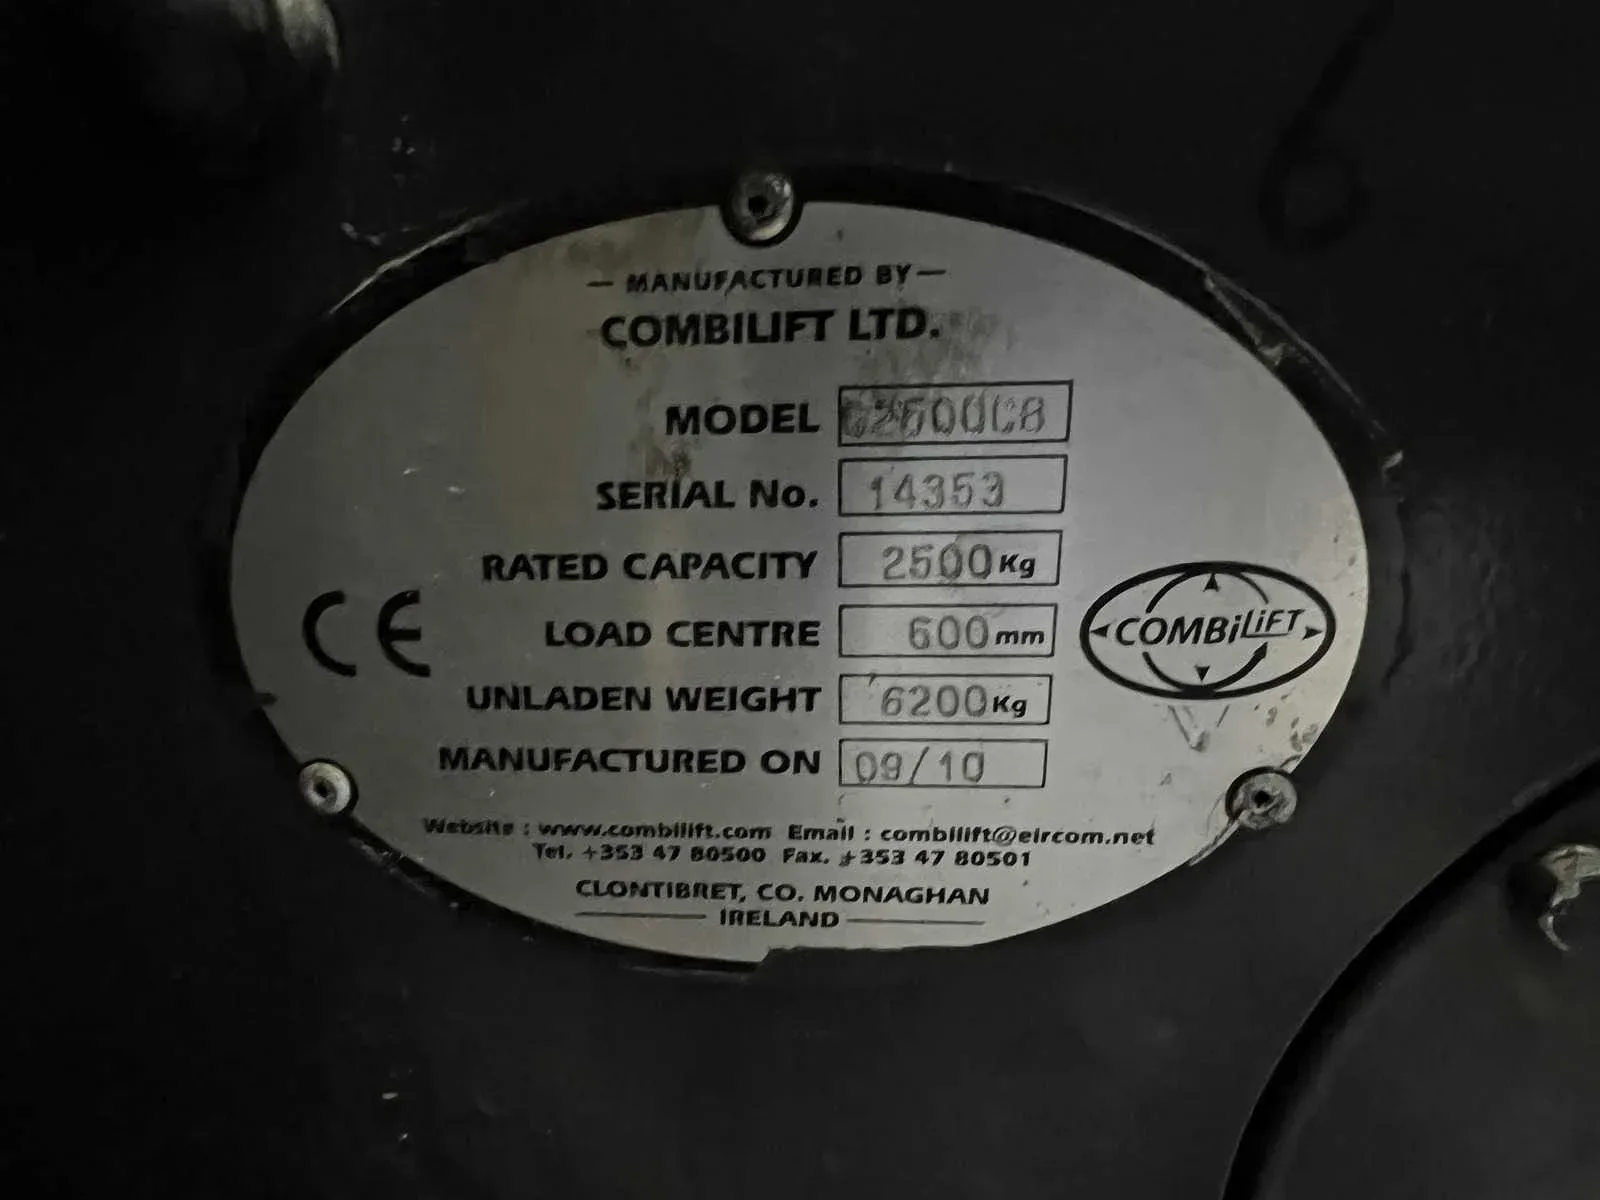 — MANUFACTURED BY —
COMBILIFT LTD.
MODEL
SERIAL No. 14353
RATED CAPACITY 2500 Kg
LOAD CENTRE 600 mm
UNLADEN WEIGHT 6200 Kg
MANUFACTURED ON 09/10
CE
COMBiLiFT
Website : www.combilift.com Email : combilift@eircom.net
Tel. +353 47 80500 Fax. +353 47 80501
CLONTIBRET, CO. MONAGHAN
IRELAND